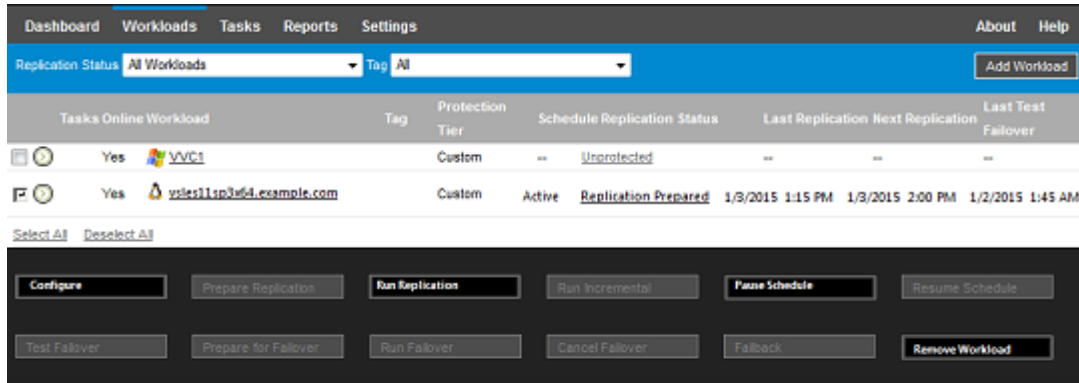 Dashboard Workloads Tasks Reports Settings About Help
Replication Status All Workloads Tag All Add Workload
Tasks Online Workload Tag Protection Tier Schedule Replication Status Last Replication Next Replication Last Test Failover
Yes VVC1 Custom -- Unprotected -- -- --
Yes vsles11sp3x64.example.com Custom Active Replication Prepared 1/3/2015 1:15 PM 1/3/2015 2:00 PM 1/2/2015 1:45 AM
Select All Deselect All
Configure Prepare Replication Run Replication Run Incremental Pause Schedule Resume Schedule
Test Failover Prepare for Failover Run Failover Cancel Failover Failback Remove Workload